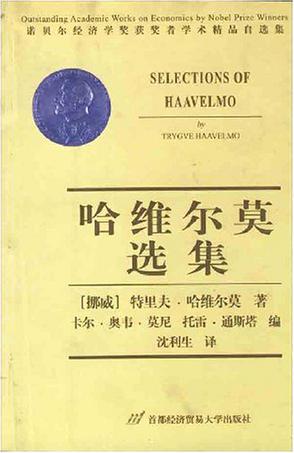 Outstanding Academic Works on Economics by Nobel Prize Winners
诺贝尔经济学奖获奖者学术精品自选集
SELECTIONS OF
HAAVELMO
by
TRYGVE HAAVELMO
哈维尔莫
选集
[挪威] 特里夫·哈维尔莫 著
卡尔·奥韦·莫尼 托雷·通斯塔 编
沈利生 译
首都经济贸易大学出版社